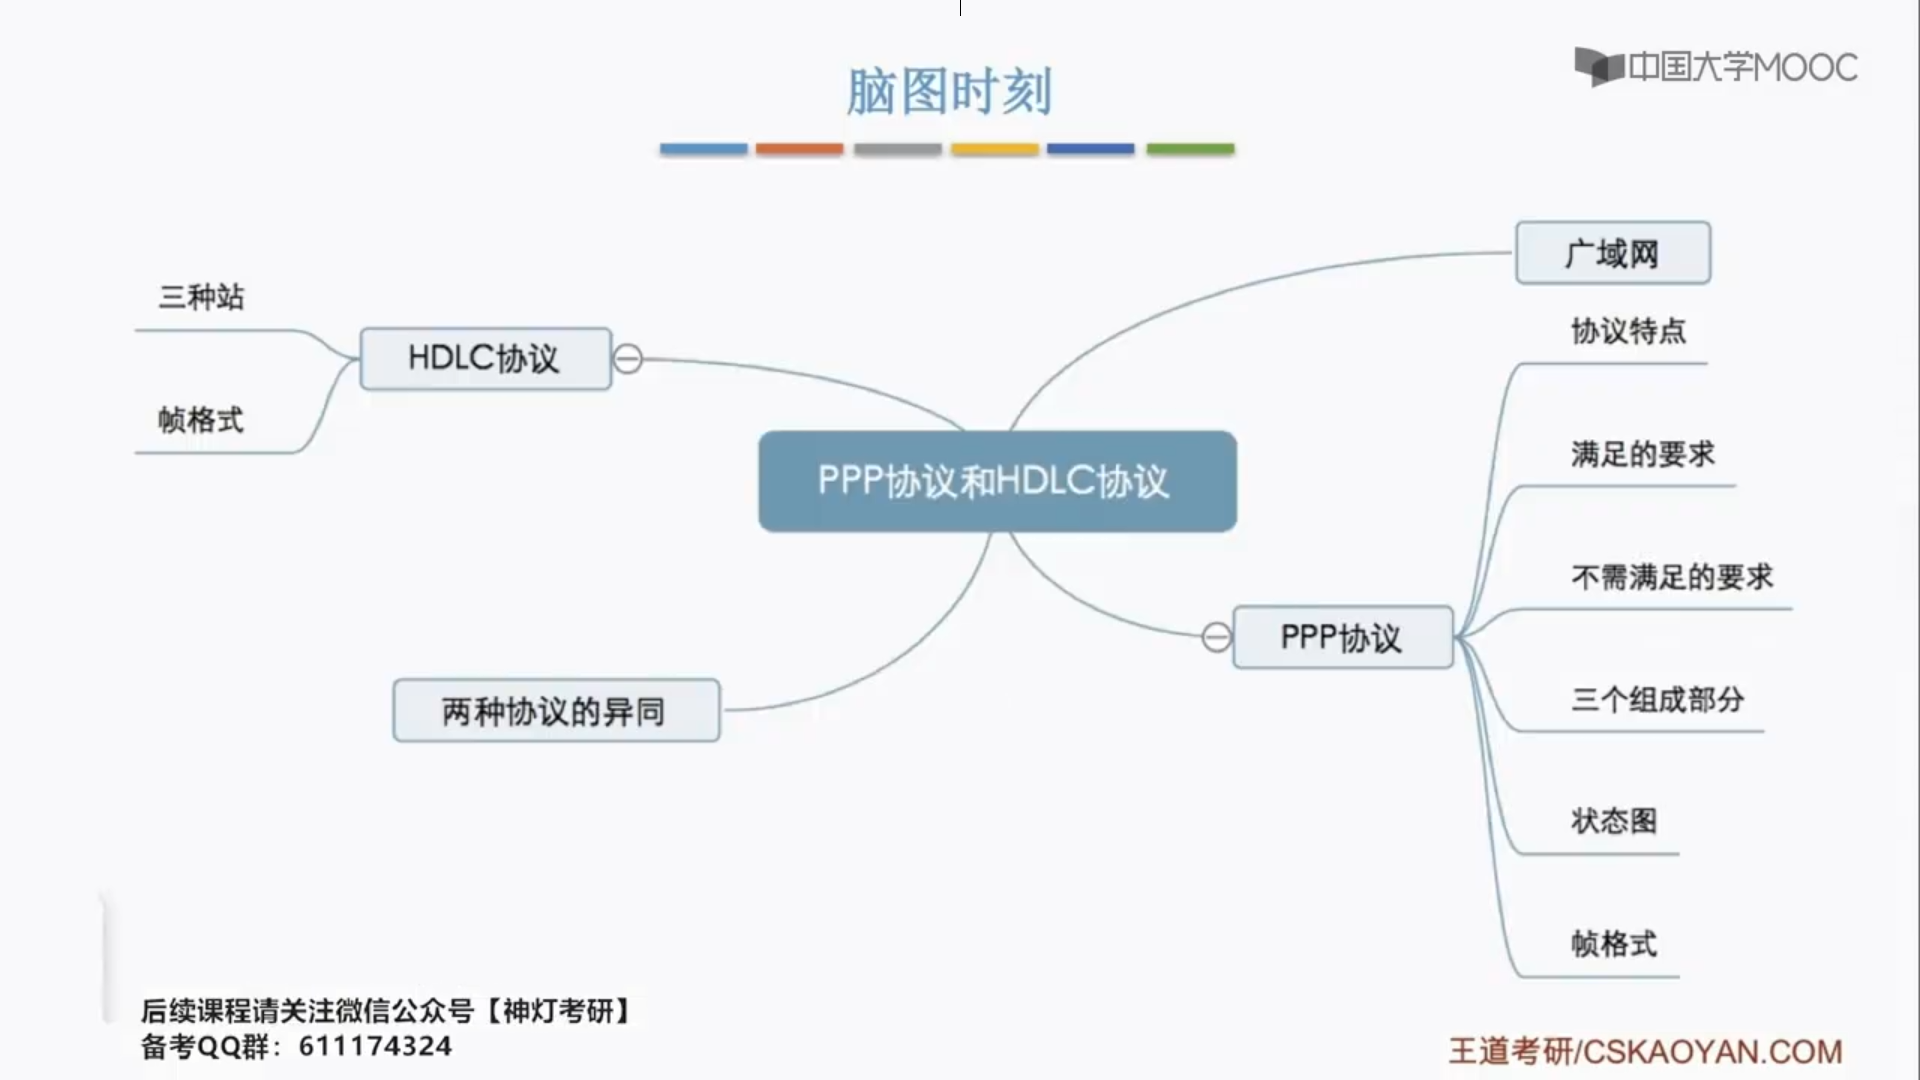 中国大学MOOC
脑图时刻
广域网
三种站
协议特点
HDLC协议
帧格式
满足的要求
PPP协议和HDLC协议
不需满足的要求
PPP协议
三个组成部分
两种协议的异同
状态图
帧格式
后续课程请关注微信公众号【神灯考研】
备考QQ群：611174324
王道考研/CSKAOYAN.COM